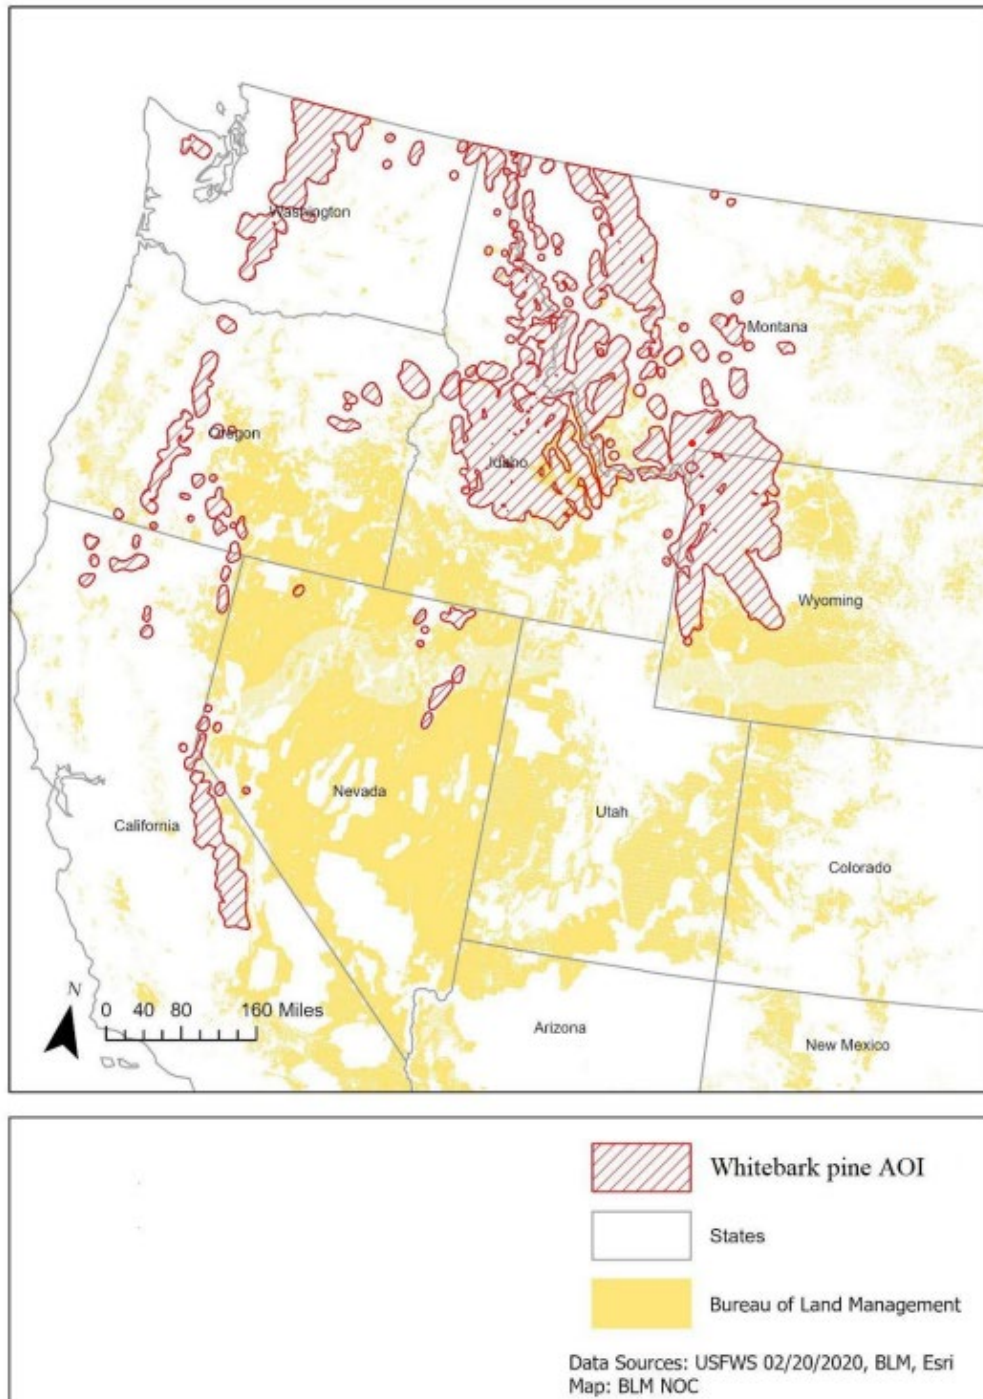 Washington
Montana
Oregon
Idaho
Wyoming
Nevada
Utah
California
Colorado
N
0 40 80 160 Miles
Arizona
New Mexico
Whitebark pine AOI
States
Bureau of Land Management
Data Sources: USFWS 02/20/2020, BLM, Esri
Map: BLM NOC